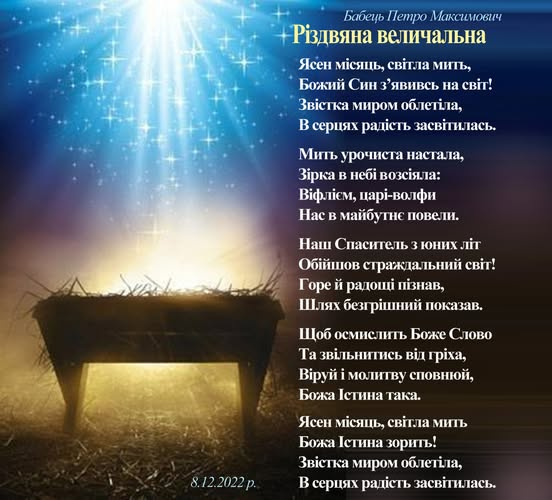 Бабець Петро Максимович
Різдвяна величальна
Ясен місяць, світла мить,
Божий Син з’явивсь на світ!
Звістка миром облетіла,
В серцях радість засвітилась.
Мить урочиста настала,
Зірка в небі возсіяла:
Віфлієм, царі-волфи
Нас в майбутнє повели.
Наш Спаситель з юних літ
Обійшов страждальний світ!
Горе й радощі пізнав,
Шлях безгрішний показав.
Щоб осмислить Боже Слово
Та звільнитись від гріха,
Віруй і молитву сповнюй,
Божа Істина така.
Ясен місяць, світла мить
Божа Істина зорить!
Звістка миром облетіла,
В серцях радість засвітилась.
8.12.2022 р.